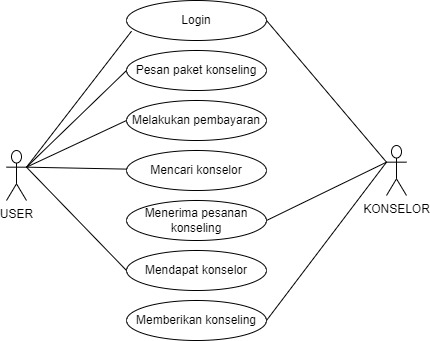 Login
Pesan paket konseling
Melakukan pembayaran
Mencari konselor
Menerima pesanan
konseling
Mendapat konselor
Memberikan konseling
USER
KONSELOR